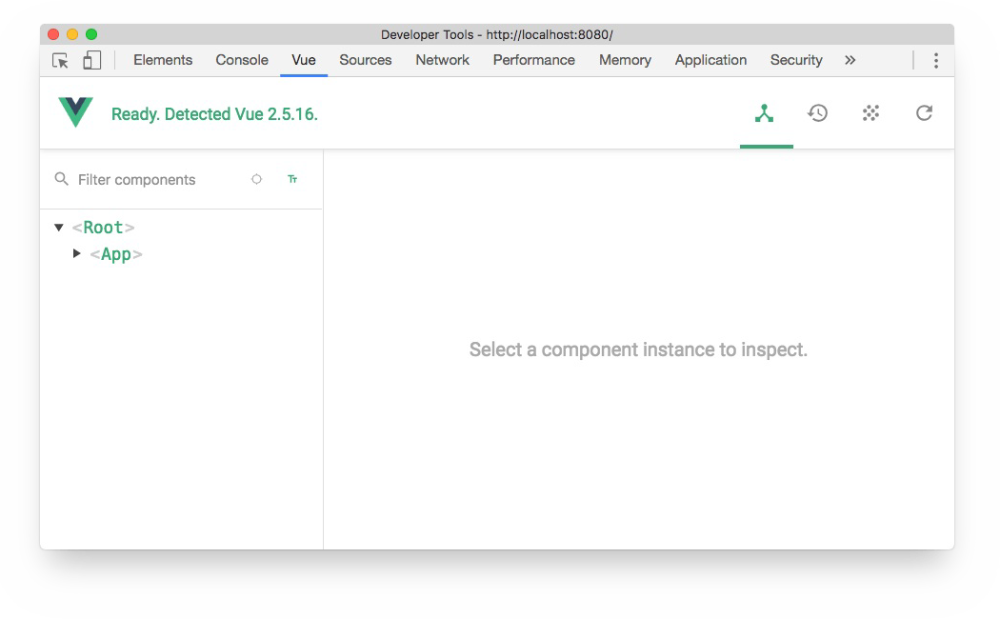 Developer Tools - http://localhost:8080/
Elements Console Vue Sources Network Performance Memory Application Security »
Ready. Detected Vue 2.5.16.
Filter components Tт
<Root>
<App>
Select a component instance to inspect.